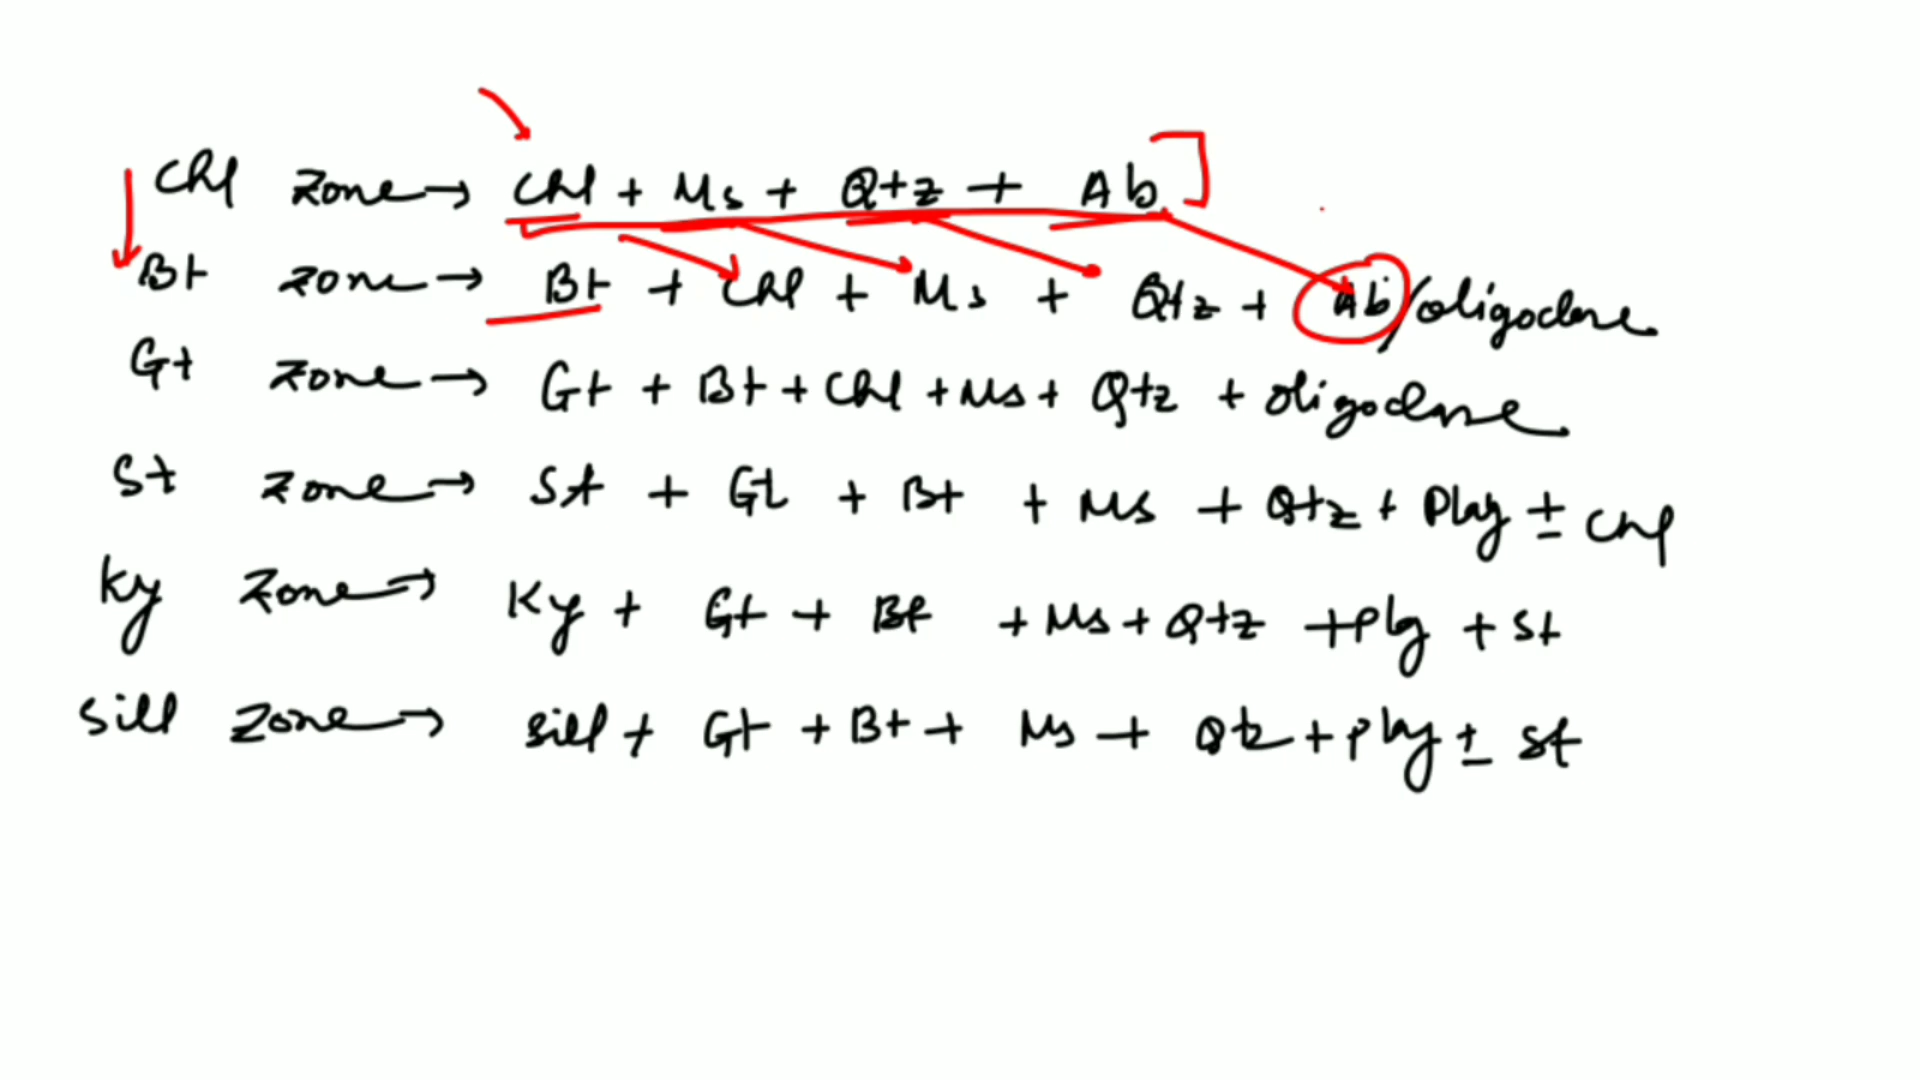 Chl zone → Chl + Ms + Qtz + Ab
Bt zone → Bt + Chl + Ms + Qtz + Ab/oligoclase
Gt zone → Gt + Bt + Chl + Ms + Qtz + oligoclase
St zone → St + Gt + Bt + Ms + Qtz + Plag ± Chl
Ky zone → Ky + Gt + Bt + Ms + Qtz + Plg + St
Sill zone → Sill + Gt + Bt + Ms + Qtz + Plag ± St